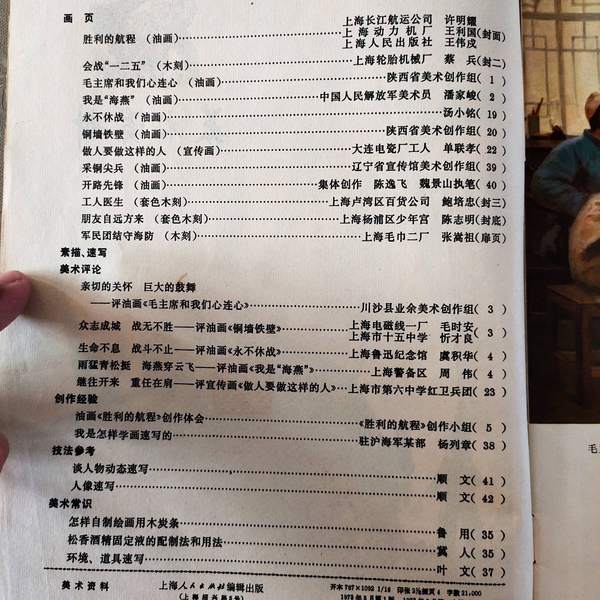 画 页
上海长江航运公司 许明耀
胜利的航程 (油画) 上海动力机厂 王利国(封面)
上海人民出版社 王伟戌
会战“一二五”(木刻) 上海轮胎机械厂 蔡 兵(封二)
毛主席和我们心连心 (油画) 陕西省美术创作组( 1 )
我是“海燕”(油画) 中国人民解放军美术员 潘家峻( 2 )
永不休战 (油画) 汤小铭( 19 )
铜墙铁壁 (油画) 陕西省美术创作组( 20 )
做人要做这样的人 (宣传画) 大连电瓷厂工人 单联孝( 22 )
采铜尖兵 (油画) 辽宁省宣传馆美术创作组( 39 )
开路先锋 (油画) 集体创作 陈逸飞 魏景山执笔( 40 )
工人医生 (套色木刻) 上海卢湾区百货公司 鲍培忠(封三)
朋友自远方来 (套色木刻) 上海杨浦区少年宫 陈志明(封底)
军民团结守海防 (木刻) 上海毛巾二厂 张嵩祖(扉页)
素描、速写
美术评论
亲切的关怀 巨大的鼓舞
——评油画《毛主席和我们心连心》 川沙县业余美术创作组( 3 )
众志成城 战无不胜——评油画《铜墙铁壁》 上海电磁线一厂 毛时安
上海市十五中学 忻才良 ( 3 )
生命不息 战斗不止——评油画《永不休战》 上海鲁迅纪念馆 虞积华( 4 )
雨猛青松挺 海燕穿云飞——评油画《我是“海燕”》 上海警备区 周 伟( 4 )
继往开来 重任在肩——评宣传画《做人要做这样的人》 上海市第六中学红卫兵团( 23 )
创作经验
油画《胜利的航程》创作体会 《胜利的航程》创作小组( 5 )
我是怎样学画速写的 驻沪海军某部 杨列章( 38 )
技法参考
谈人物动态速写 顺 文( 41 )
人像速写 顺 文( 42 )
美术常识
怎样自制绘画用木炭条 鲁 用( 35 )
松香酒精固定液的配制法和用法 冀 人( 35 )
环境、道具速写 叶 文( 37 )
美术资料 上海人民出版社编辑出版 开本 787×1092 1/16 印张 3½ 插页 4 字数 21,000
(上海绍兴路5号)
毛